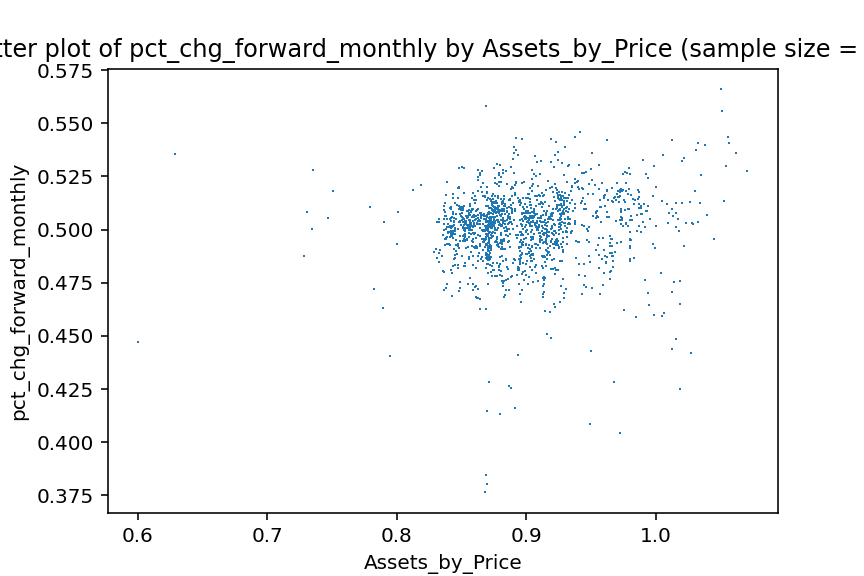 tter plot of pct_chg_forward_monthly by Assets_by_Price (sample size =
0.575
0.550
0.525
0.500
0.475
0.450
0.425
0.400
0.375
pct_chg_forward_monthly
0.6 0.7 0.8 0.9 1.0
Assets_by_Price